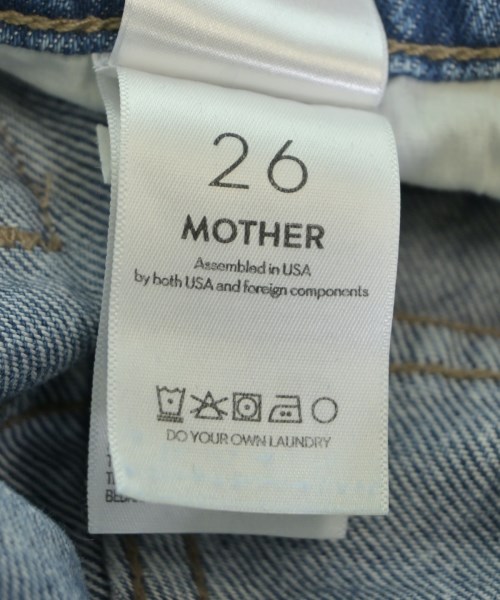 26
MOTHER
Assembled in USA
by both USA and foreign components
DO YOUR OWN LAUNDRY